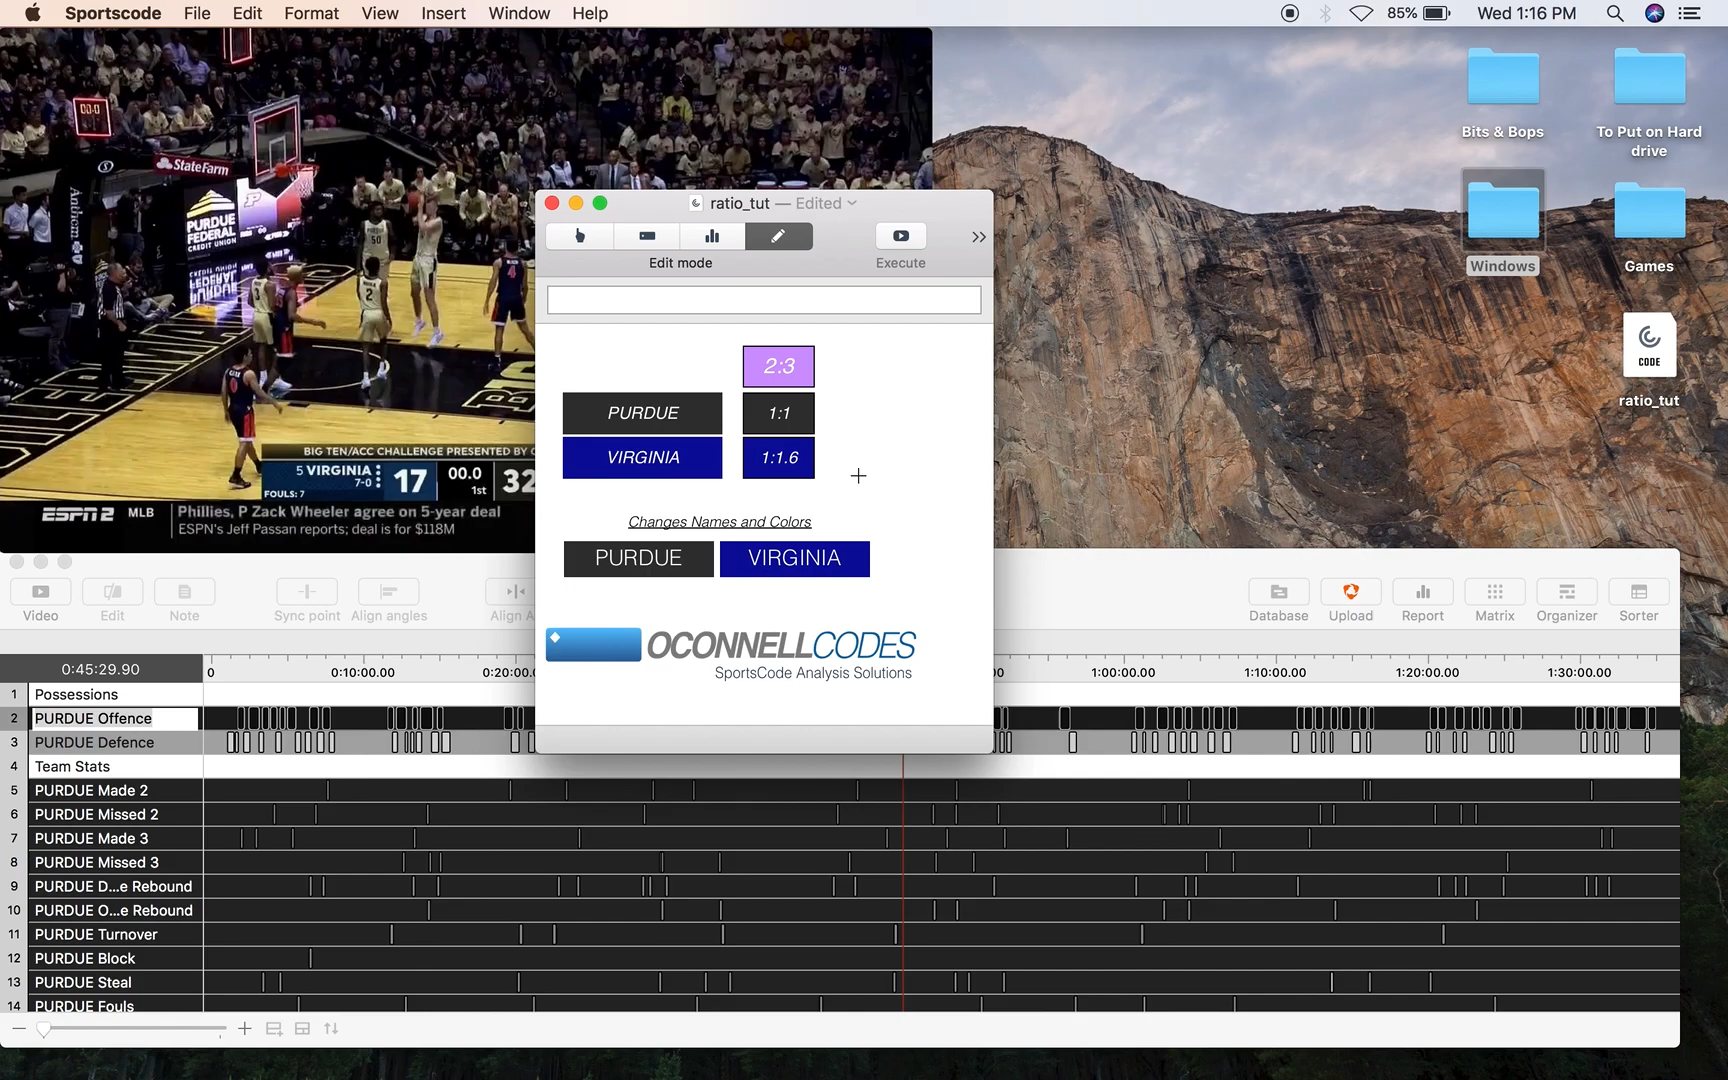 Sportscode File Edit Format View Insert Window Help 85% Wed 1:16 PM
00:0
StateFarm
Anthem
PURDUE
FEDERAL
CREDIT UNION
BIG TEN/ACC CHALLENGE PRESENTED BY
5 VIRGINIA 17 00.0 32
7-0 1st
FOULS: 7
ESPN2 MLB Phillies, P Zack Wheeler agree on 5-year deal
ESPN's Jeff Passan reports; deal is for $118M
ratio_tut — Edited
Edit mode Execute
2:3
PURDUE 1:1
VIRGINIA 1:1.6
Changes Names and Colors
PURDUE VIRGINIA
OCONNELLCODES
SportsCode Analysis Solutions
Bits & Bops
To Put on Hard
drive
Windows
Games
CODE
ratio_tut
Video Edit Note Sync point Align angles Align A Database Upload Report Matrix Organizer Sorter
0:45:29.90 0 0:10:00.00 0:20:00. 00 1:00:00.00 1:10:00.00 1:20:00.00 1:30:00.00
1 Possessions
2 PURDUE Offence
3 PURDUE Defence
4 Team Stats
5 PURDUE Made 2
6 PURDUE Missed 2
7 PURDUE Made 3
8 PURDUE Missed 3
9 PURDUE D...e Rebound
10 PURDUE O...e Rebound
11 PURDUE Turnover
12 PURDUE Block
13 PURDUE Steal
14 PURDUE Fouls